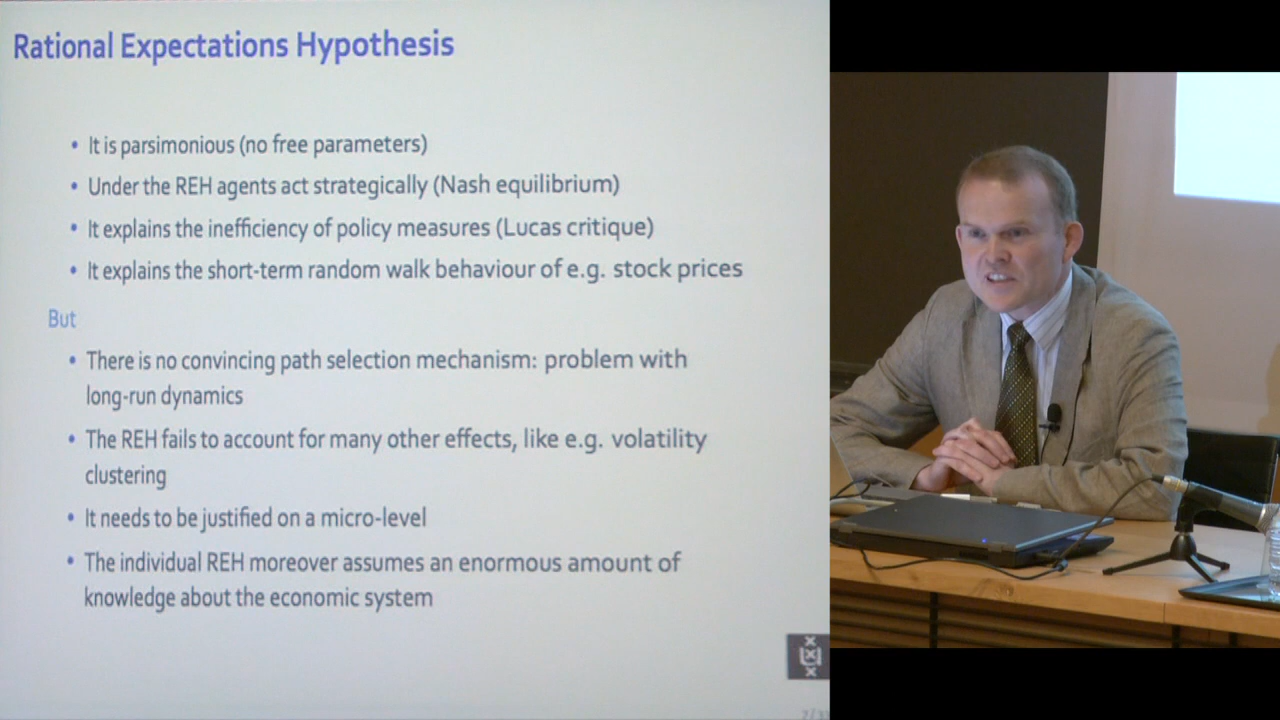 Rational Expectations Hypothesis
• It is parsimonious (no free parameters)
• Under the REH agents act strategically (Nash equilibrium)
• It explains the inefficiency of policy measures (Lucas critique)
• It explains the short-term random walk behaviour of e.g. stock prices
But
• There is no convincing path selection mechanism: problem with
long-run dynamics
• The REH fails to account for many other effects, like e.g. volatility
clustering
• It needs to be justified on a micro-level
• The individual REH moreover assumes an enormous amount of
knowledge about the economic system